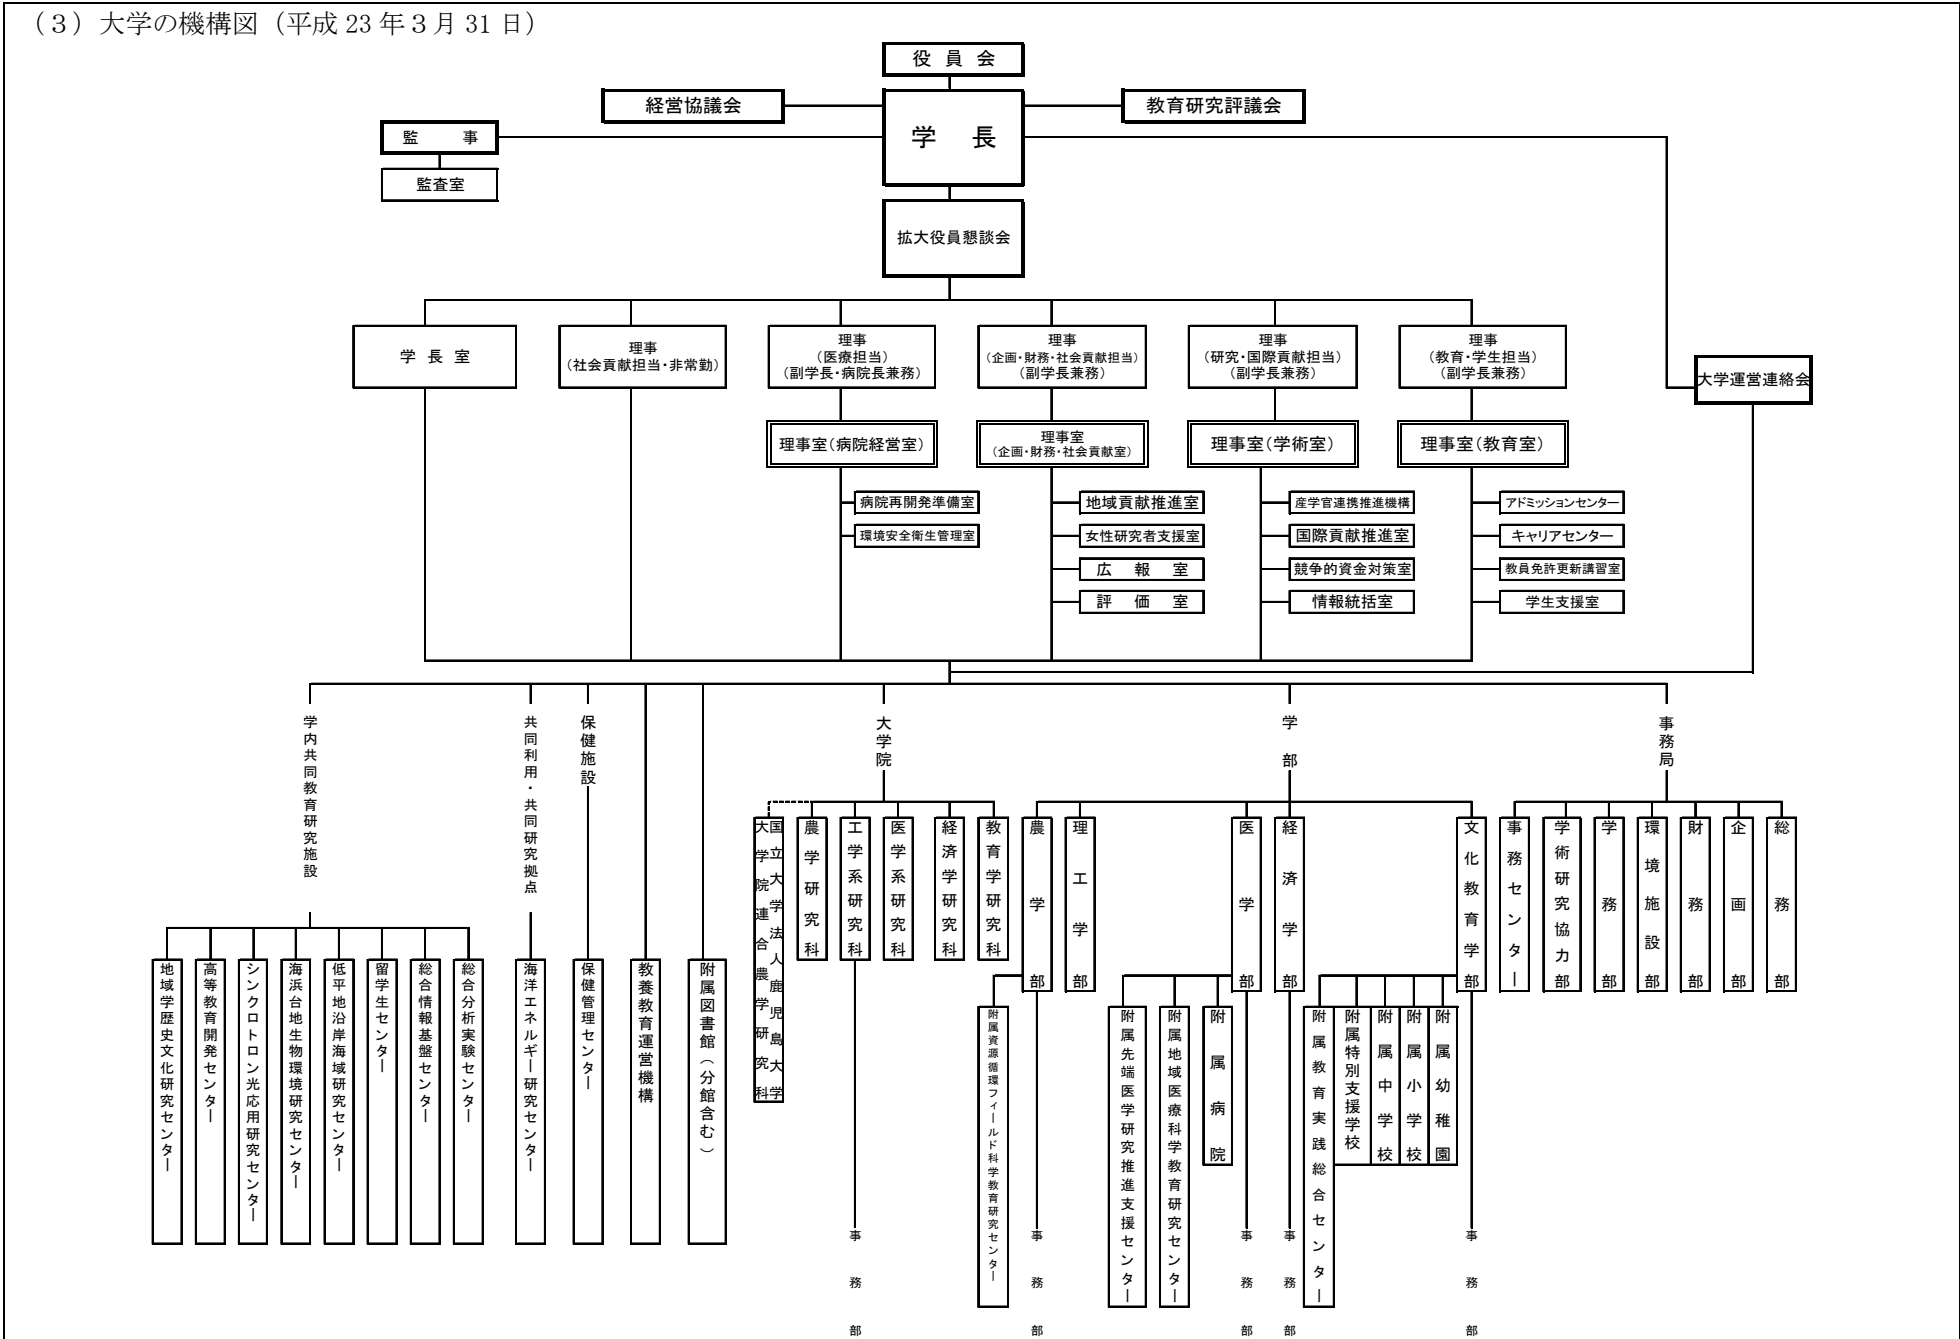 （３）大学の機構図（平成 23 年３月 31 日）
役　員　会
経営協議会
教育研究評議会
学　長
監　　事
監査室
拡大役員懇談会
学　長　室
理事
（社会貢献担当・非常勤）
理事
（医療担当）
（副学長・病院長兼務）
理事
（企画・財務・社会貢献担当）
（副学長兼務）
理事
（研究・国際貢献担当）
（副学長兼務）
理事
（教育・学生担当）
（副学長兼務）
大学運営連絡会
理事室（病院経営室）
理事室
（企画・財務・社会貢献室）
理事室（学術室）
理事室（教育室）
病院再開発準備室
環境安全衛生管理室
地域貢献推進室
女性研究者支援室
広　報　室
評　価　室
産学官連携推進機構
国際貢献推進室
競争的資金対策室
情報統括室
アドミッションセンター
キャリアセンター
教員免許更新講習室
学生支援室
学内共同教育研究施設
共同利用・共同研究拠点
保健施設
大学院
学　部
事務局
地域学歴史文化研究センター
高等教育開発センター
シンクロトロン光応用研究センター
海浜台地生物環境研究センター
低平地沿岸海域研究センター
留学生センター
総合情報基盤センター
総合分析実験センター
海洋エネルギー研究センター
保健管理センター
教養教育運営機構
附属図書館（分館含む）
国立大学法人鹿児島大学
大学院連合農学研究科
農学研究科
工学系研究科
医学系研究科
経済学研究科
教育学研究科
農学部
理工学部
医学部
経済学部
文化教育学部
事務センター
学術研究協力部
学務部
環境施設部
財務部
企画部
総務部
附属資源循環フィールド科学教育研究センター
附属先端医学研究推進支援センター
附属地域医療科学教育研究センター
附属病院
附属教育実践総合センター
附属特別支援学校
附属中学校
附属小学校
附属幼稚園
事務部
事務部
事務部
事務部
事務部